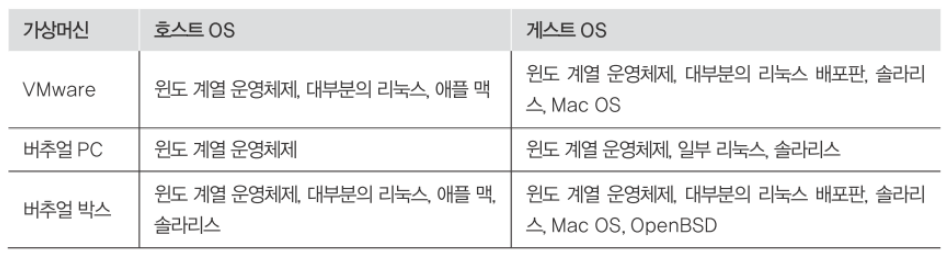 가상머신 호스트 OS 게스트 OS
VMware 윈도 계열 운영체제, 대부분의 리눅스, 애플 맥 윈도 계열 운영체제, 대부분의 리눅스 배포판, 솔라리
스, Mac OS
버추얼 PC 윈도 계열 운영체제 윈도 계열 운영체제, 일부 리눅스, 솔라리스
버추얼 박스 윈도 계열 운영체제, 대부분의 리눅스, 애플 맥, 윈도 계열 운영체제, 대부분의 리눅스 배포판, 솔라리
솔라리스 스, Mac OS, OpenBSD